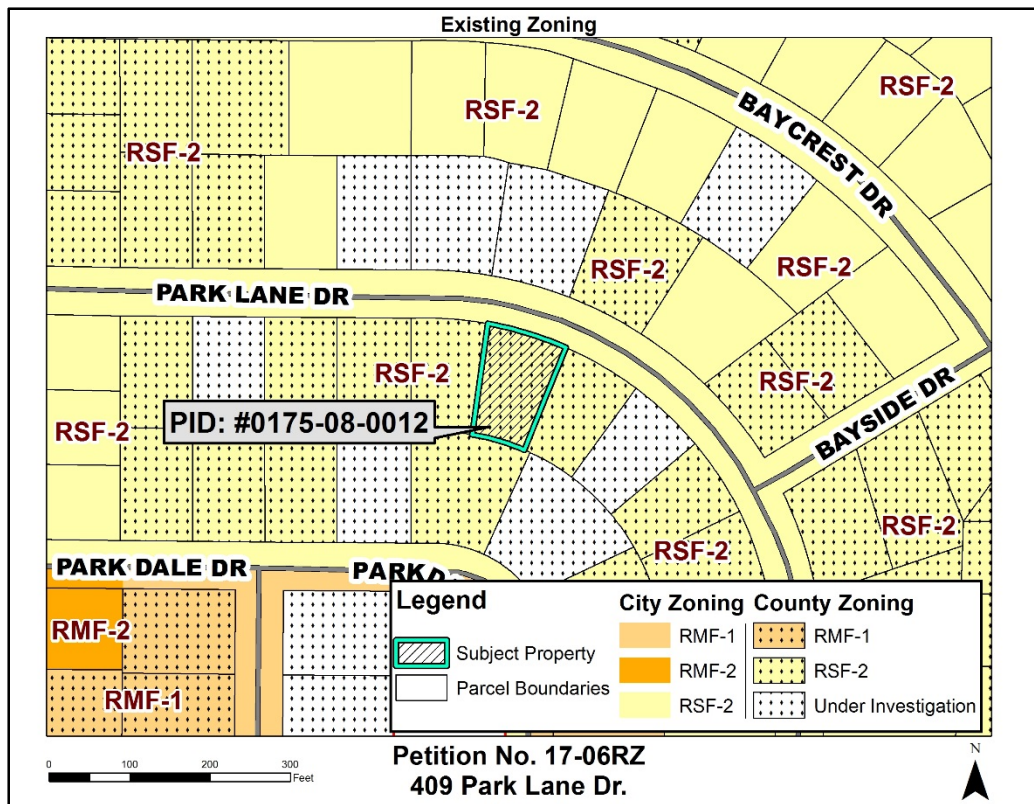 Existing Zoning
RSF-2
RSF-2
RSF-2
BAYCREST DR
RSF-2
RSF-2
PARK LANE DR
RSF-2
RSF-2
RSF-2
PID: #0175-08-0012
BAYSIDE DR
RSF-2
RSF-2
PARK DALE DR
PARKD
RMF-2
RMF-1
Legend
Subject Property
Parcel Boundaries
City Zoning
RMF-1
RMF-2
RSF-2
County Zoning
RMF-1
RSF-2
Under Investigation
0 50 100 200 300
Feet
Petition No. 17-06RZ
409 Park Lane Dr.
N